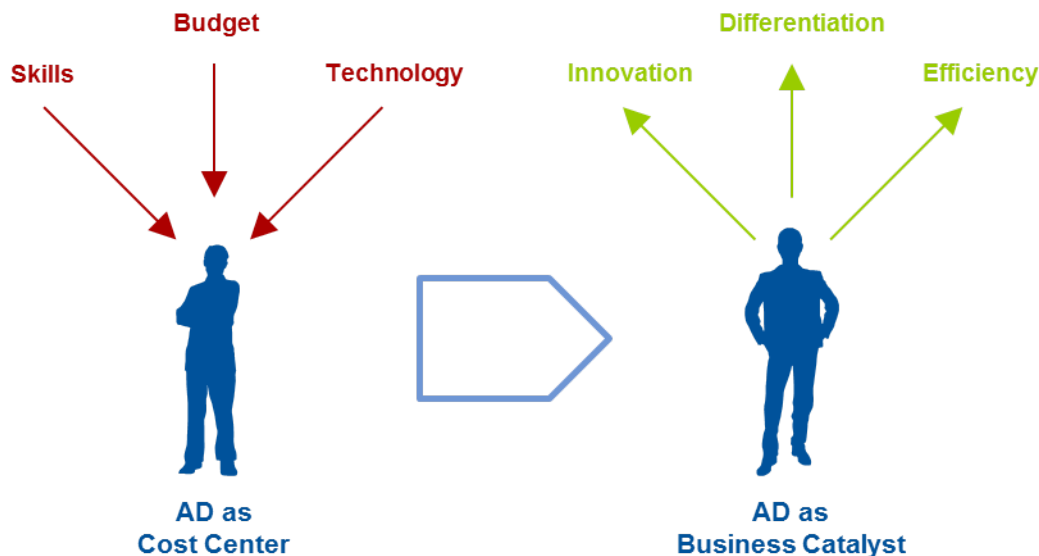 Budget
Skills
Technology
Differentiation
Innovation
Efficiency
AD as
Cost Center
AD as
Business Catalyst